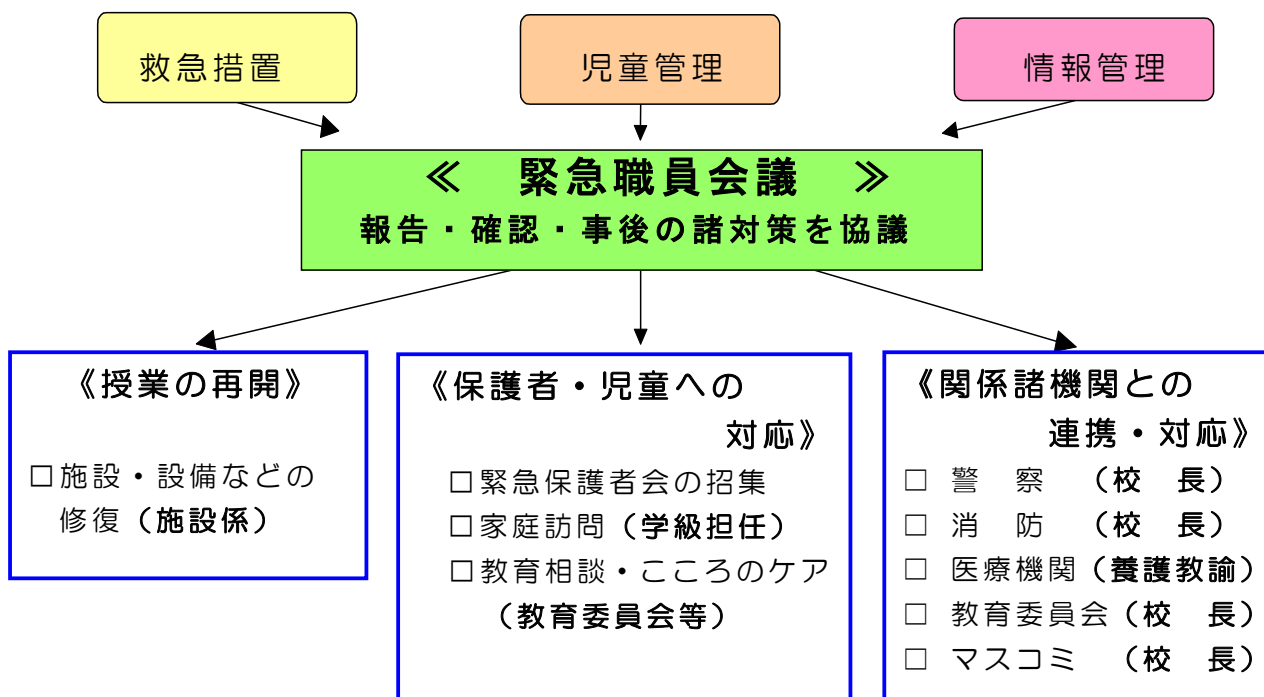 救急措置
児童管理
情報管理
≪　緊急職員会議　≫
報告・確認・事後の諸対策を協議
《授業の再開》
□施設・設備などの
修復（施設係）
《保護者・児童への
対応》
□緊急保護者会の招集
□家庭訪問（学級担任）
□教育相談・こころのケア
（教育委員会等）
《関係諸機関との
連携・対応》
□　警　察　（校　長）
□　消　防　（校　長）
□　医療機関（養護教諭）
□　教育委員会（校　長）
□　マスコミ　（校　長）